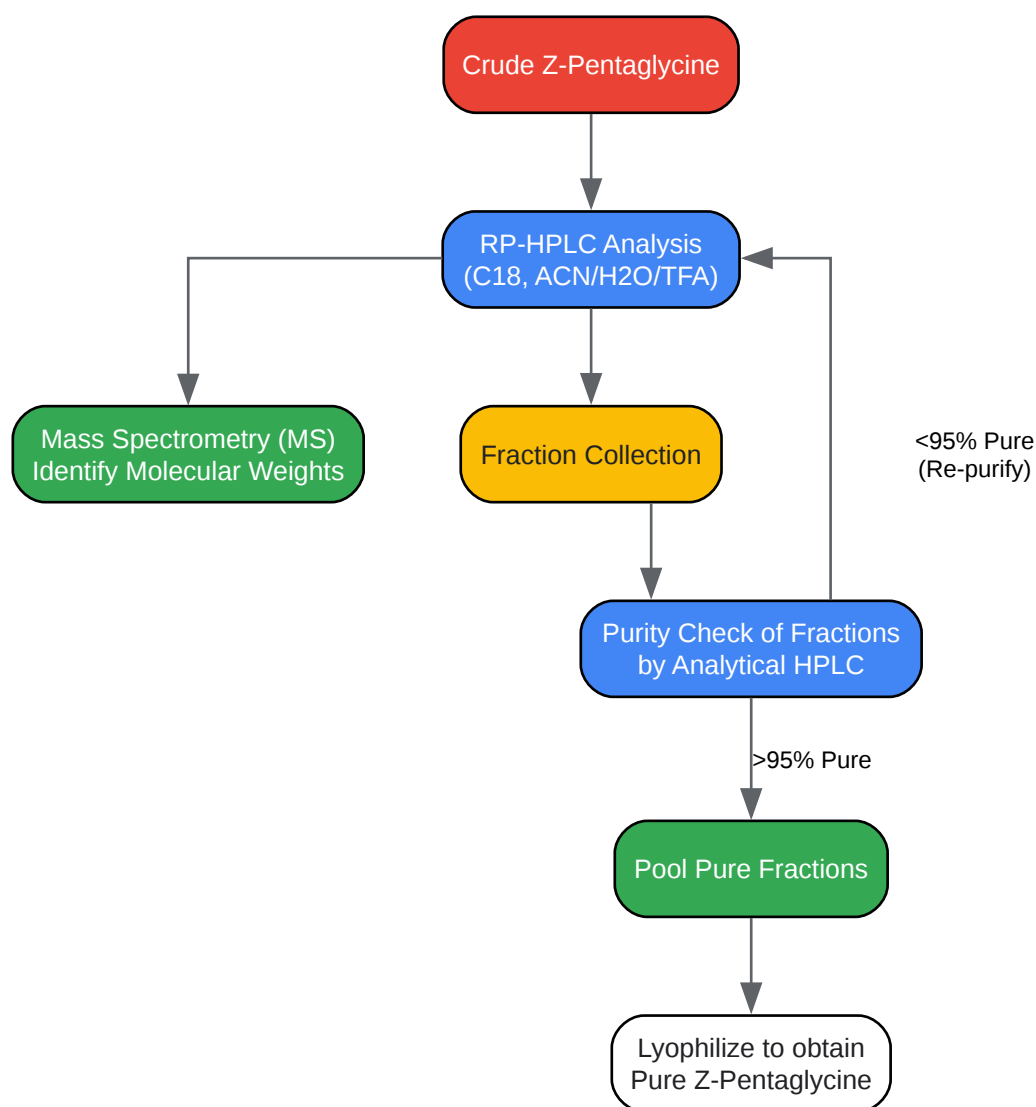 Crude Z-Pentaglycine
RP-HPLC Analysis
(C18, ACN/H2O/TFA)
Mass Spectrometry (MS)
Identify Molecular Weights
Fraction Collection
<95% Pure
(Re-purify)
Purity Check of Fractions
by Analytical HPLC
>95% Pure
Pool Pure Fractions
Lyophilize to obtain
Pure Z-Pentaglycine